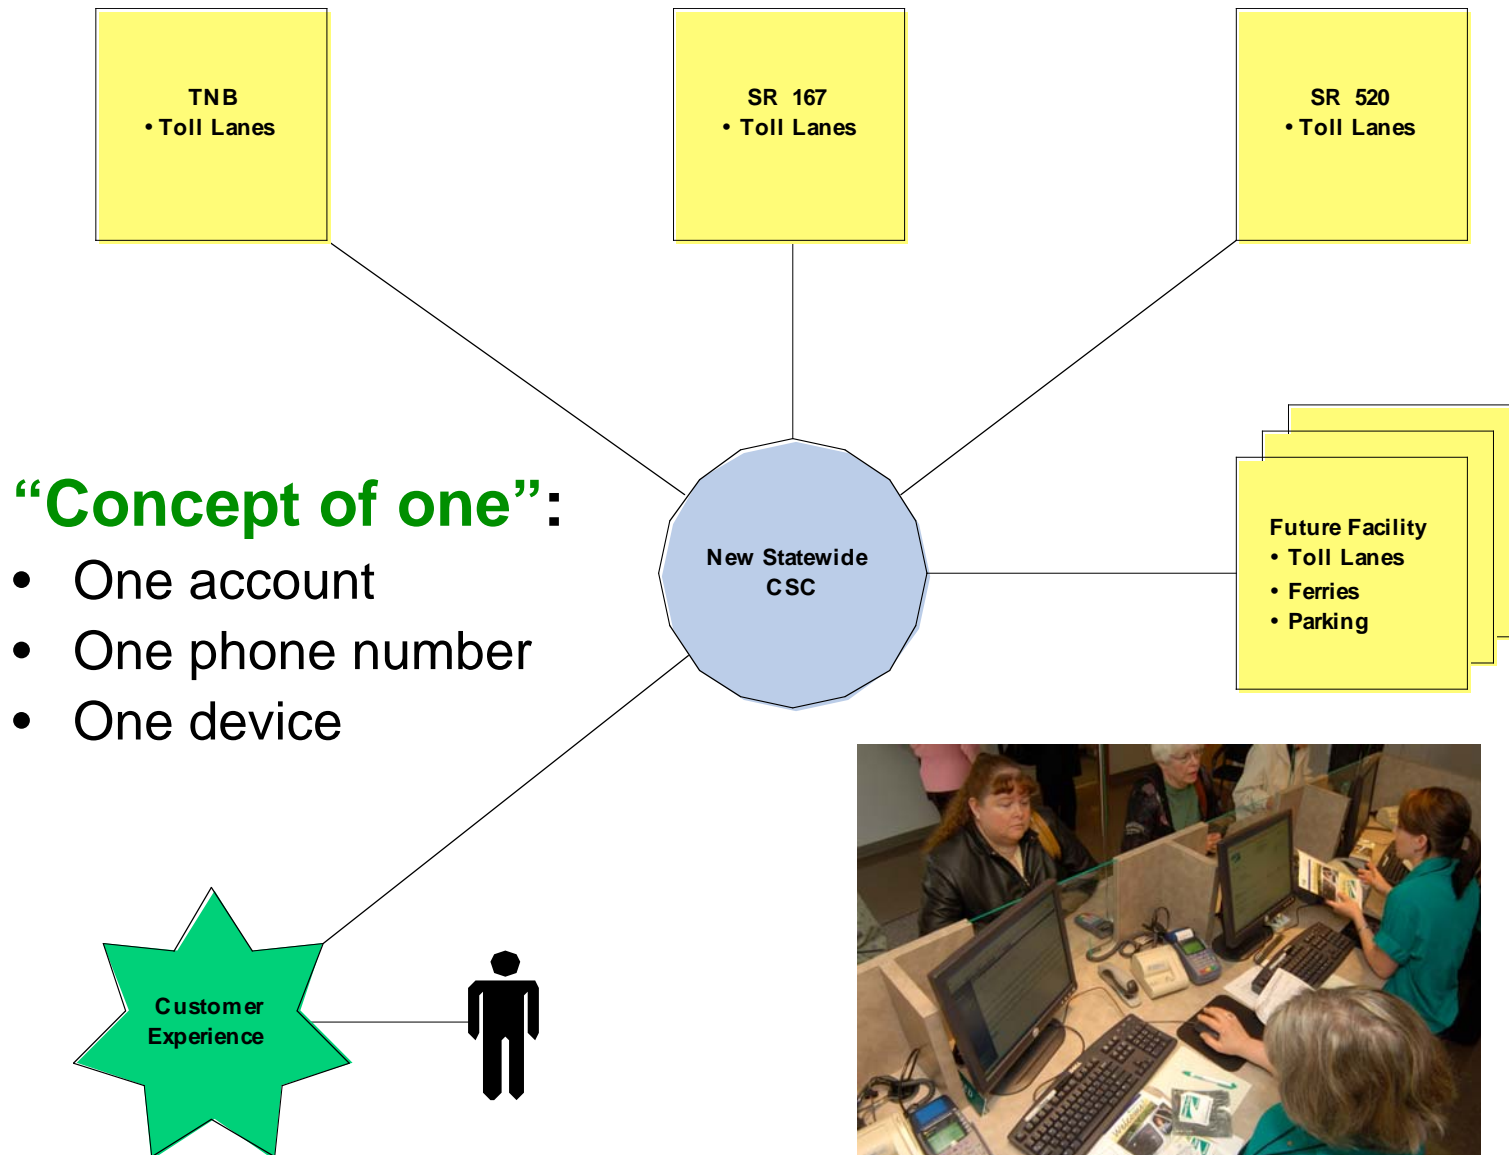 TNB
• Toll Lanes
SR 167
• Toll Lanes
SR 520
• Toll Lanes
“Concept of one”:
• One account
• One phone number
• One device
New Statewide
CSC
Future Facility
• Toll Lanes
• Ferries
• Parking
Customer
Experience
Welcome!